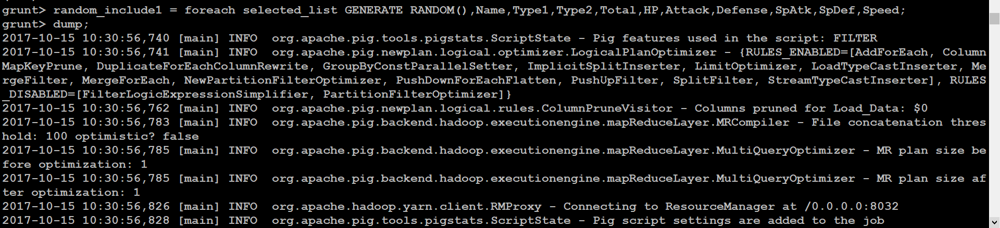 grunt> random_include1 = foreach selected_list GENERATE RANDOM(),Name,Type1,Type2,Total,HP,Attack,Defense,SpAtk,SpDef,Speed;
grunt> dump;
2017-10-15 10:30:56,740 [main] INFO  org.apache.pig.tools.pigstats.ScriptState - Pig features used in the script: FILTER
2017-10-15 10:30:56,741 [main] INFO  org.apache.pig.newplan.logical.optimizer.LogicalPlanOptimizer - {RULES_ENABLED=[AddForEach, Column
MapKeyPrune, DuplicateForEachColumnRewrite, GroupByConstParallelSetter, ImplicitSplitInserter, LimitOptimizer, LoadTypeCastInserter, Me
rgeFilter, MergeForEach, NewPartitionFilterOptimizer, PushDownForEachFlatten, PushUpFilter, SplitFilter, StreamTypeCastInserter], RULES
_DISABLED=[FilterLogicExpressionSimplifier, PartitionFilterOptimizer]}
2017-10-15 10:30:56,762 [main] INFO  org.apache.pig.newplan.logical.rules.ColumnPruneVisitor - Columns pruned for Load_Data: $0
2017-10-15 10:30:56,783 [main] INFO  org.apache.pig.backend.hadoop.executionengine.mapReduceLayer.MRCompiler - File concatenation thres
hold: 100 optimistic? false
2017-10-15 10:30:56,785 [main] INFO  org.apache.pig.backend.hadoop.executionengine.mapReduceLayer.MultiQueryOptimizer - MR plan size be
fore optimization: 1
2017-10-15 10:30:56,785 [main] INFO  org.apache.pig.backend.hadoop.executionengine.mapReduceLayer.MultiQueryOptimizer - MR plan size af
ter optimization: 1
2017-10-15 10:30:56,826 [main] INFO  org.apache.hadoop.yarn.client.RMProxy - Connecting to ResourceManager at /0.0.0.0:8032
2017-10-15 10:30:56,828 [main] INFO  org.apache.pig.tools.pigstats.ScriptState - Pig script settings are added to the job